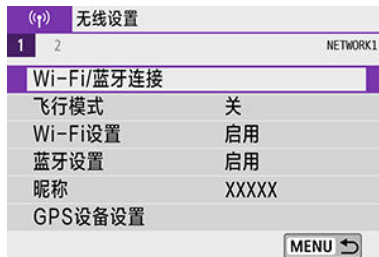 无线设置
1 2 NETWORK1
Wi-Fi/蓝牙连接
飞行模式 关
Wi-Fi设置 启用
蓝牙设置 启用
昵称 XXXXX
GPS设备设置
MENU